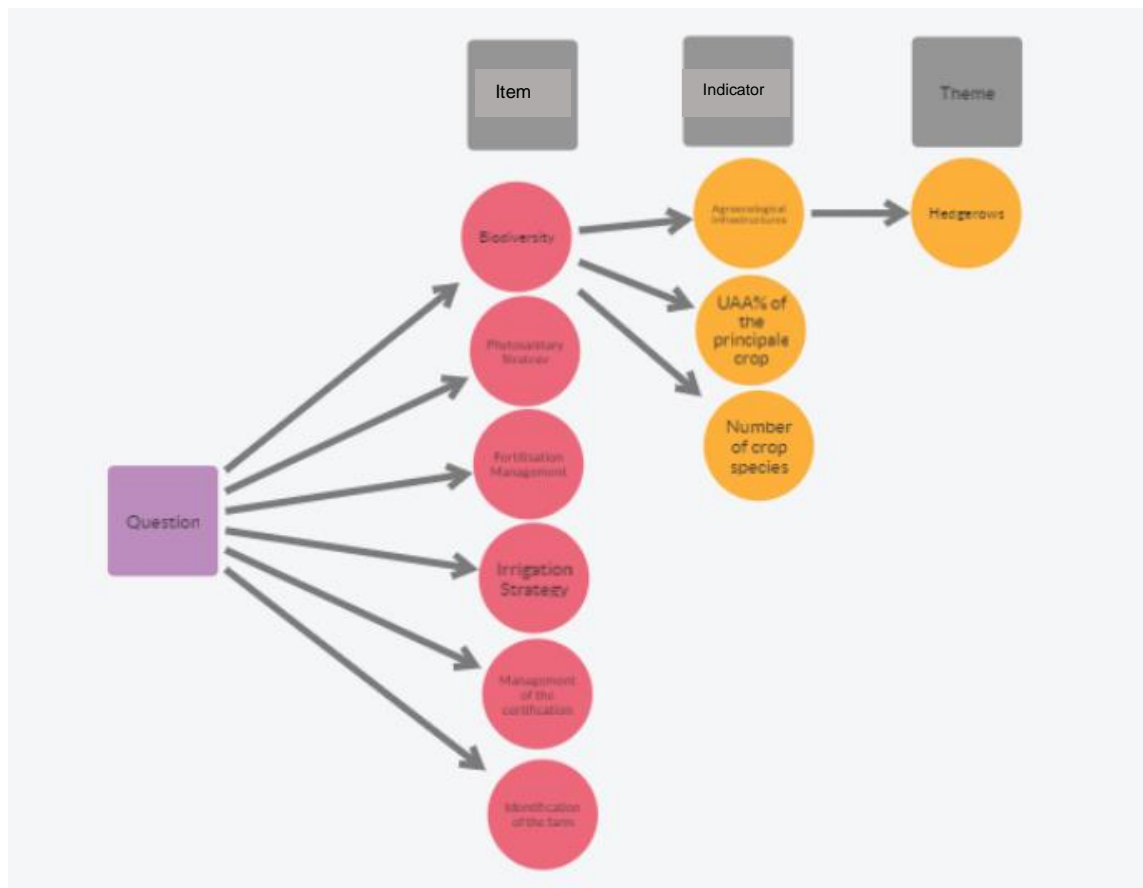 Item
Indicator
Theme
Biodiversity
Agroecological
Infrastructures
Hedgerows
UAA% of
the
principale
crop
Phytosanitary
Strategy
Number
of crop
species
Fertilisation
Management
Question
Irrigation
Strategy
Management
of the
certification
Identification
of the farm